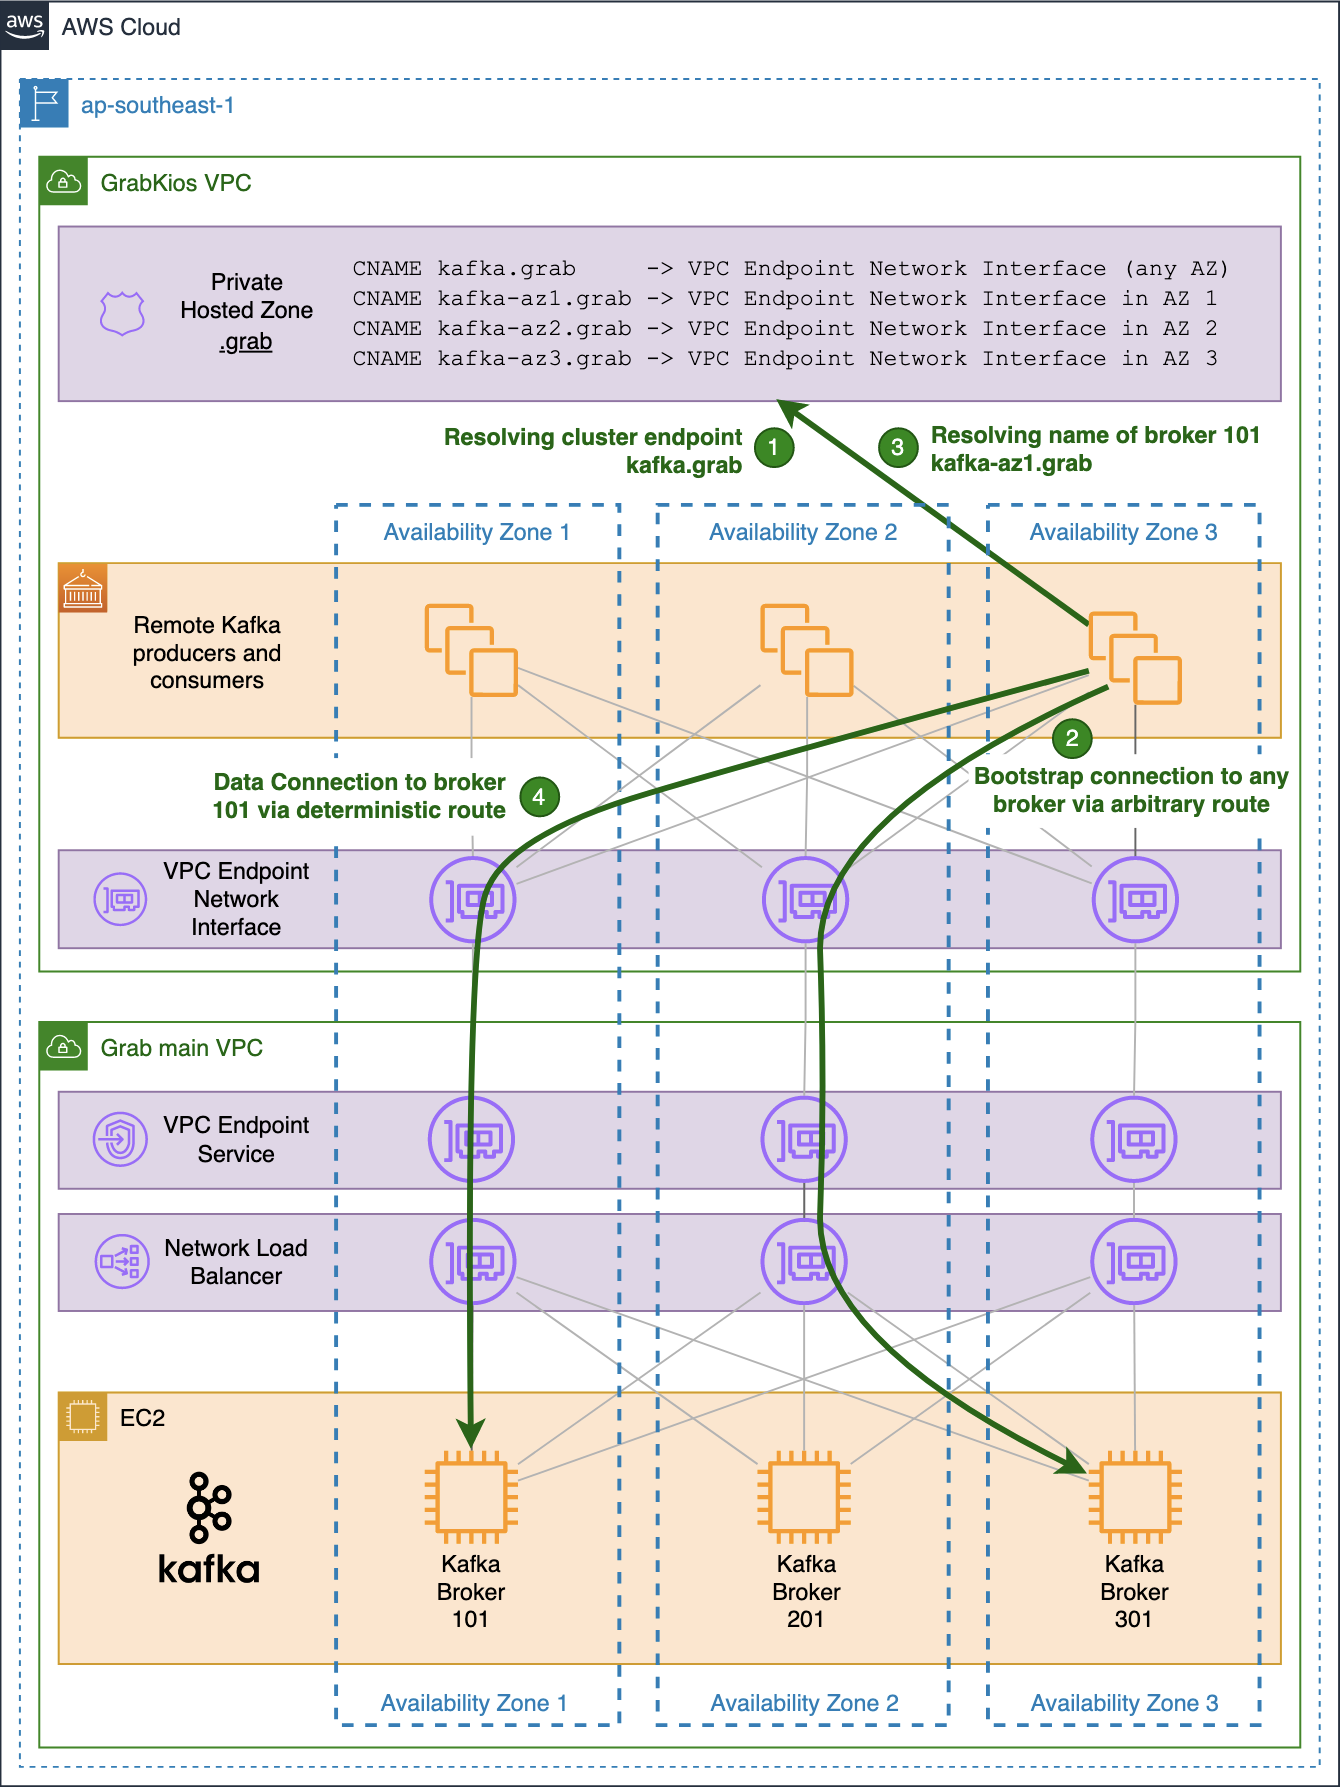 aws
AWS Cloud
ap-southeast-1
GrabKios VPC
Private
Hosted Zone
.grab
CNAME kafka.grab -> VPC Endpoint Network Interface (any AZ)
CNAME kafka-az1.grab -> VPC Endpoint Network Interface in AZ 1
CNAME kafka-az2.grab -> VPC Endpoint Network Interface in AZ 2
CNAME kafka-az3.grab -> VPC Endpoint Network Interface in AZ 3
Resolving cluster endpoint
kafka.grab
1
3
Resolving name of broker 101
kafka-az1.grab
Availability Zone 1
Availability Zone 2
Availability Zone 3
Remote Kafka
producers and
consumers
2
Bootstrap connection to any
broker via arbitrary route
Data Connection to broker
101 via deterministic route
4
VPC Endpoint
Network
Interface
Grab main VPC
VPC Endpoint
Service
Network Load
Balancer
EC2
kafka
Kafka
Broker
101
Kafka
Broker
201
Kafka
Broker
301
Availability Zone 1
Availability Zone 2
Availability Zone 3